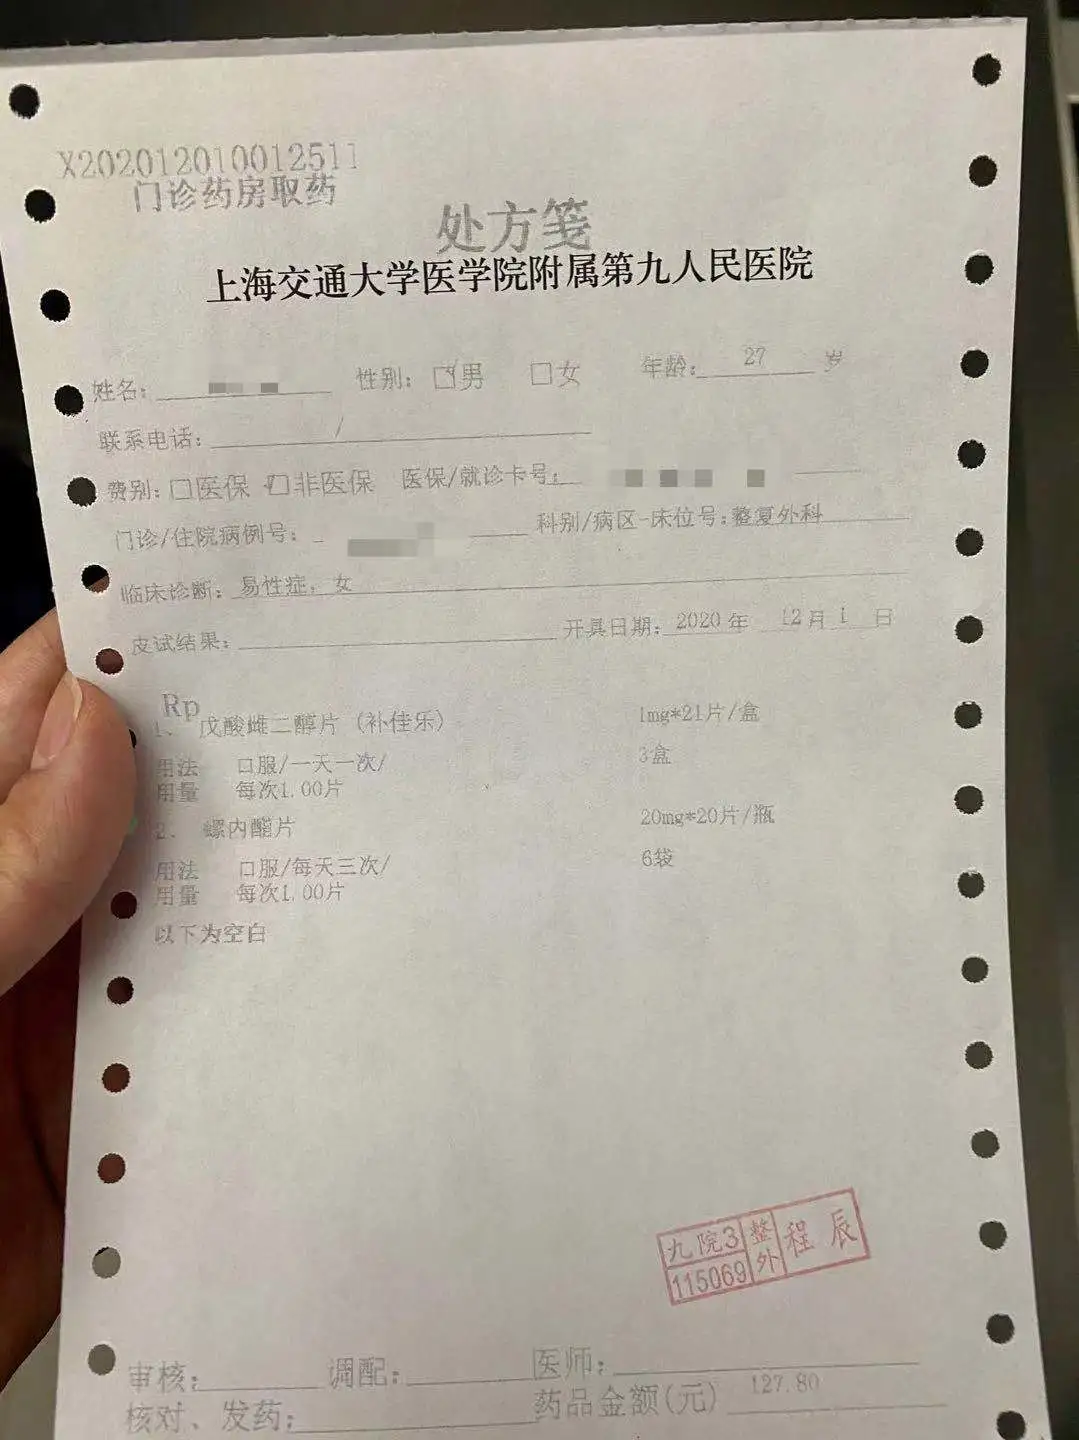 X202012010012511
门诊药房取药
处方笺
上海交通大学医学院附属第九人民医院
姓名： 性别：☑男 □女 年龄： 27 岁
联系电话： /
费别：□医保 ☑非医保 医保/就诊卡号：
门诊/住院病例号： 科别/病区-床位号：整复外科
临床诊断：易性症，女
皮试结果： 开具日期：2020 年 12 月 1 日
Rp
1、 戊酸雌二醇片（补佳乐） 1mg*21片/盒
用法 口服/一天一次/ 3盒
用量 每次1.00片
2、 螺内酯片 20mg*20片/瓶
用法 口服/每天三次/ 6袋
用量 每次1.00片
以下为空白
九院3 整外 程辰
115069
审核： 调配： 医师：
核对、发药： 药品金额(元) 127.80